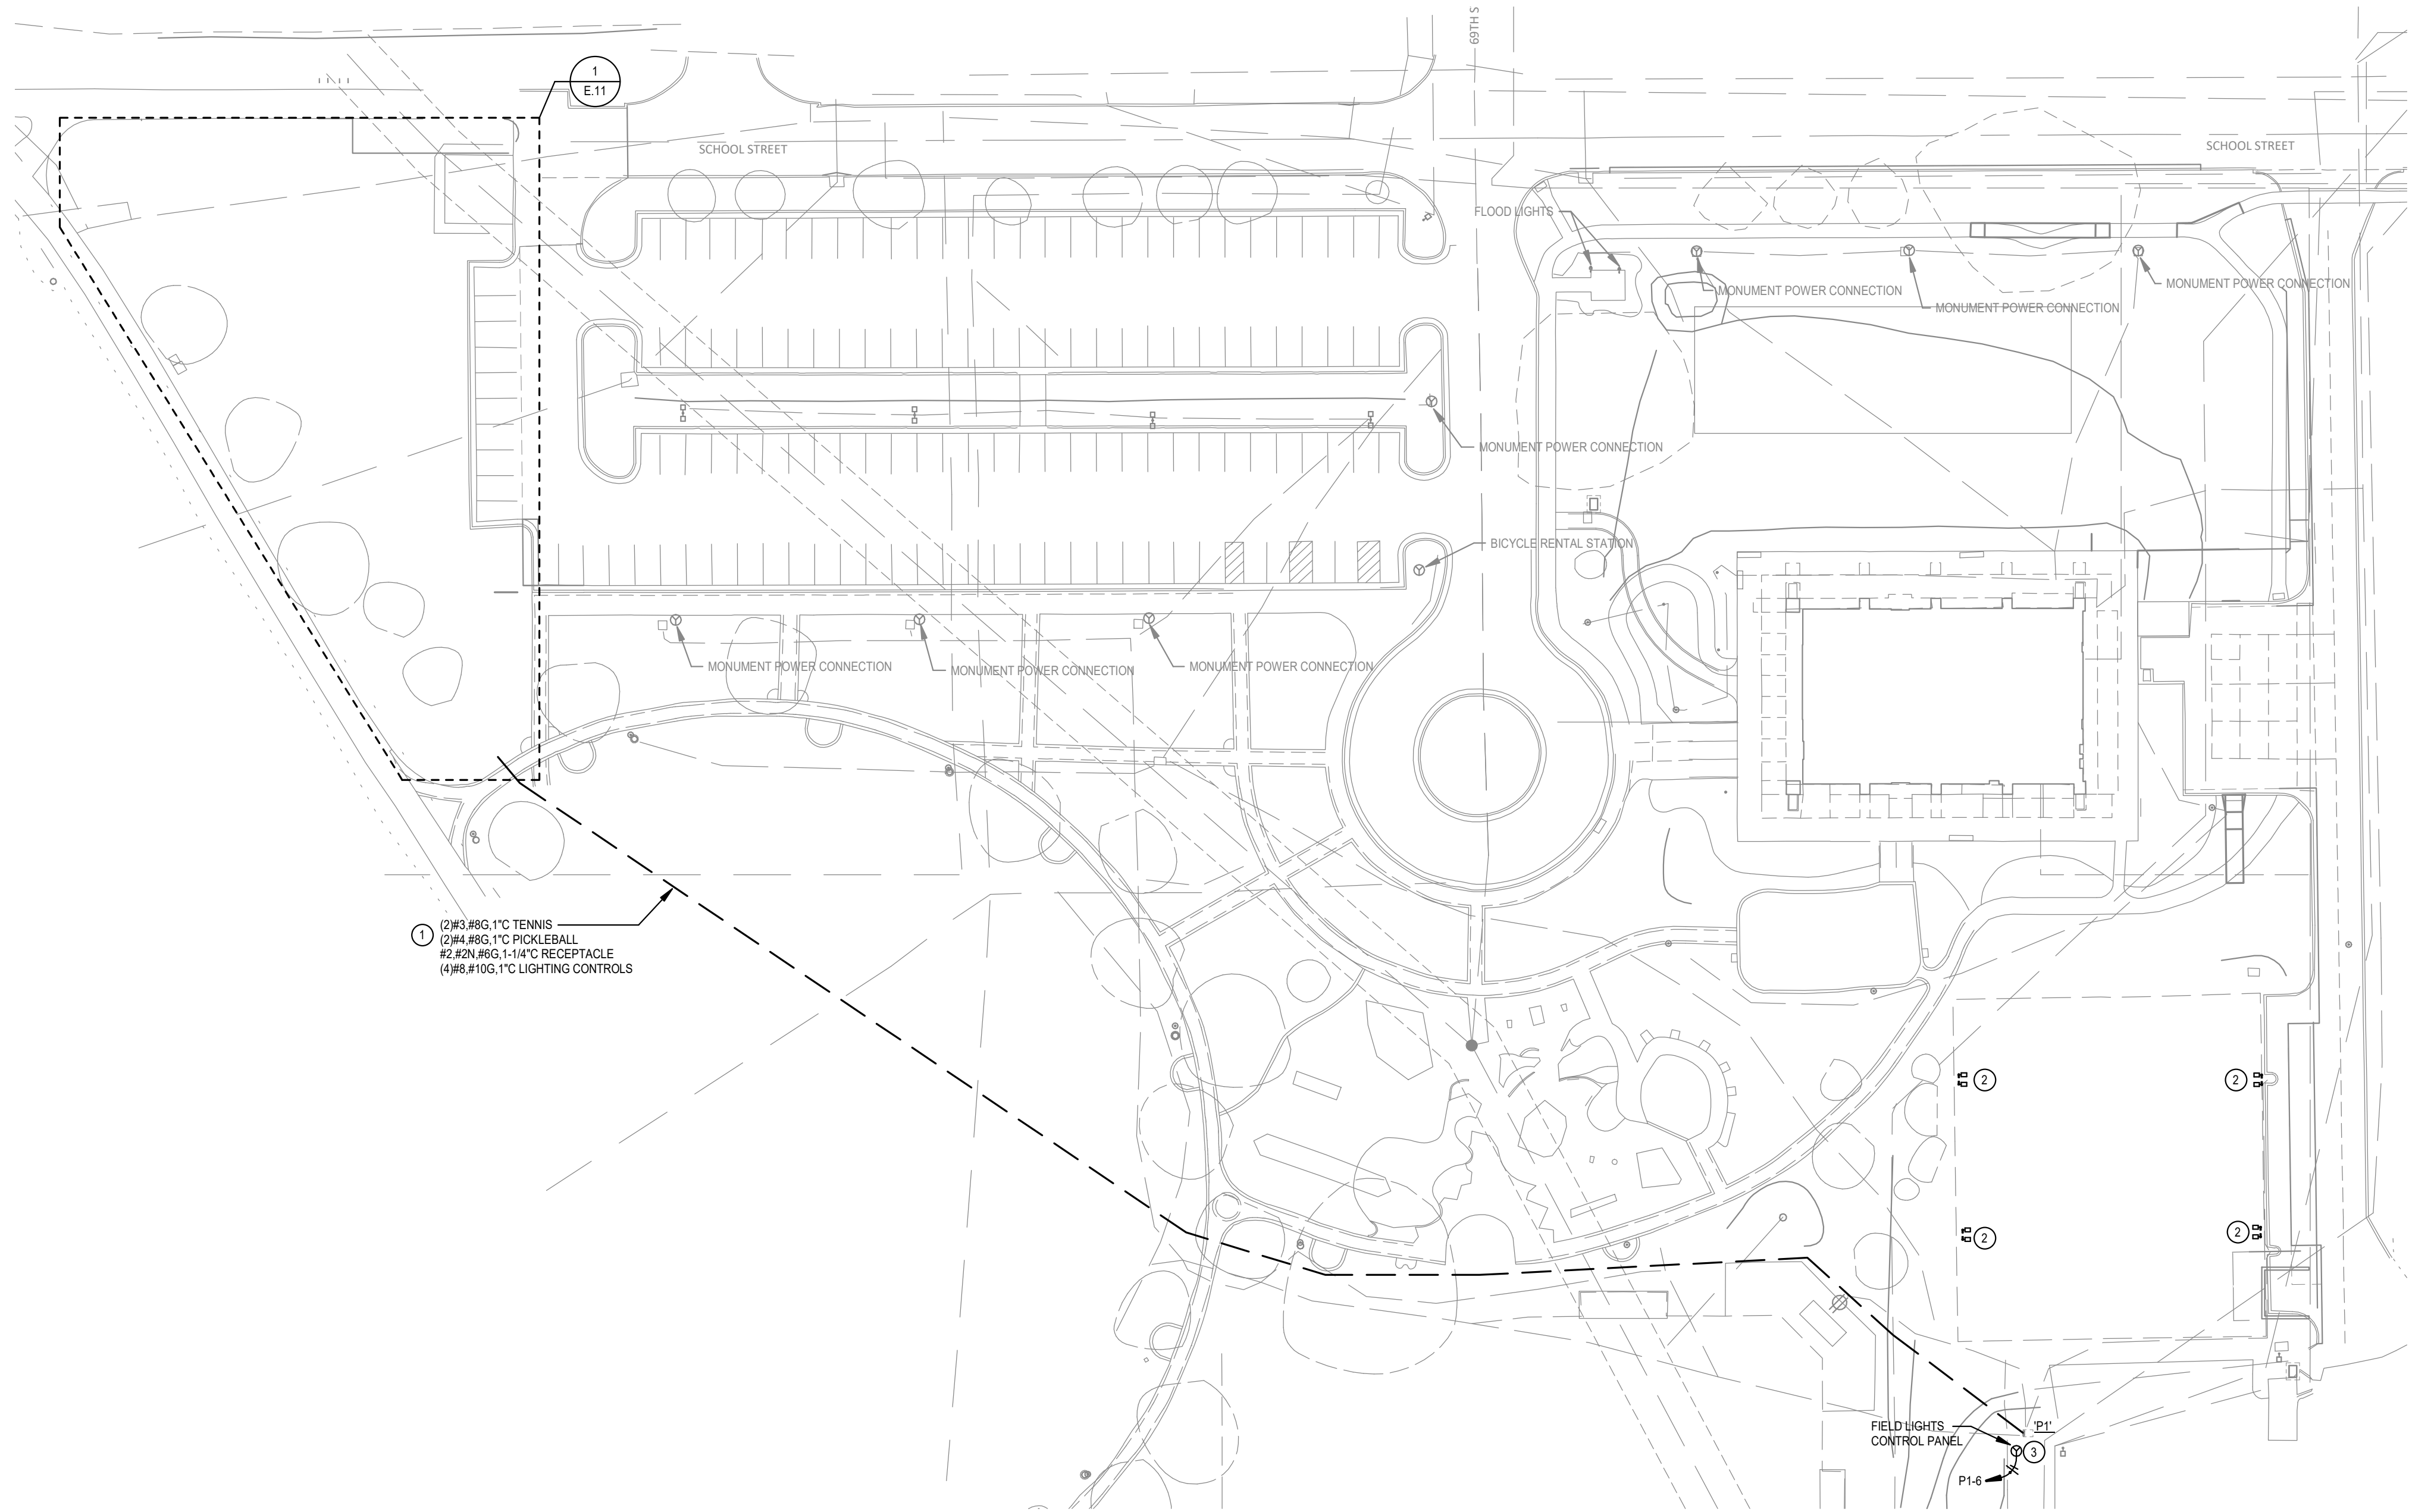 69TH S
1
E.11
SCHOOL STREET
SCHOOL STREET
FLOOD LIGHTS
MONUMENT POWER CONNECTION
MONUMENT POWER CONNECTION
MONUMENT POWER CONNECTION
MONUMENT POWER CONNECTION
BICYCLE RENTAL STATION
MONUMENT POWER CONNECTION
MONUMENT POWER CONNECTION
MONUMENT POWER CONNECTION
1
(2)#3,#8G,1"C TENNIS
(2)#4,#8G,1"C PICKLEBALL
#2,#2N,#6G,1-1/4"C RECEPTACLE
(4)#8,#10G,1"C LIGHTING CONTROLS
2
2
2
2
FIELD LIGHTS
CONTROL PANEL
'P1'
3
P1-6